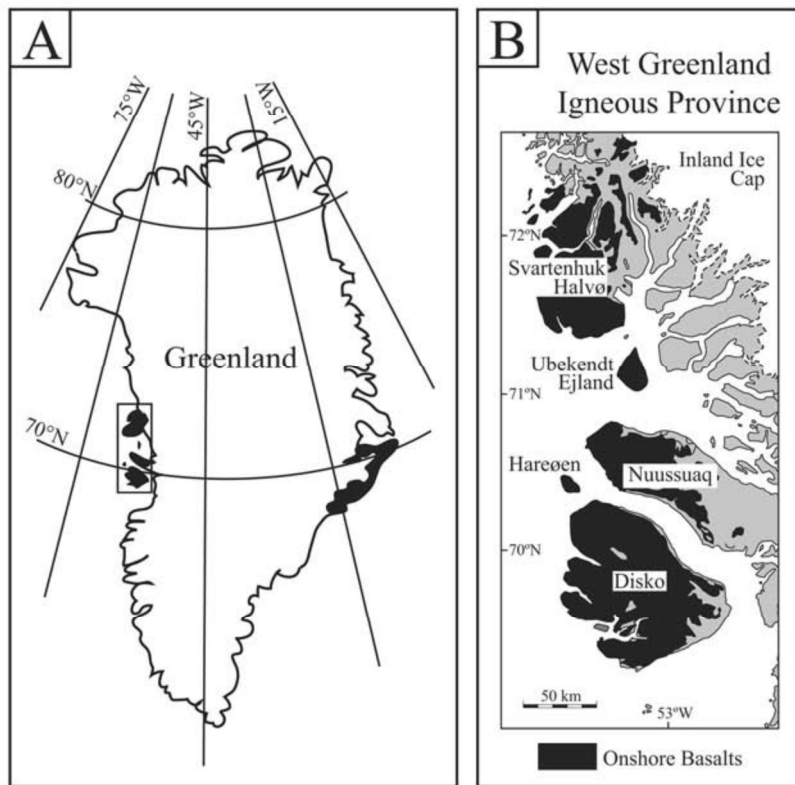 A
75°W
45°W
15°W
80°N
Greenland
70°N
B
West Greenland
Igneous Province
Inland Ice
Cap
72°N
Svartenhuk
Halvø
Ubekendt
Ejland
71°N
Hareøen
Nuussuaq
70°N
Disko
50 km
53°W
Onshore Basalts